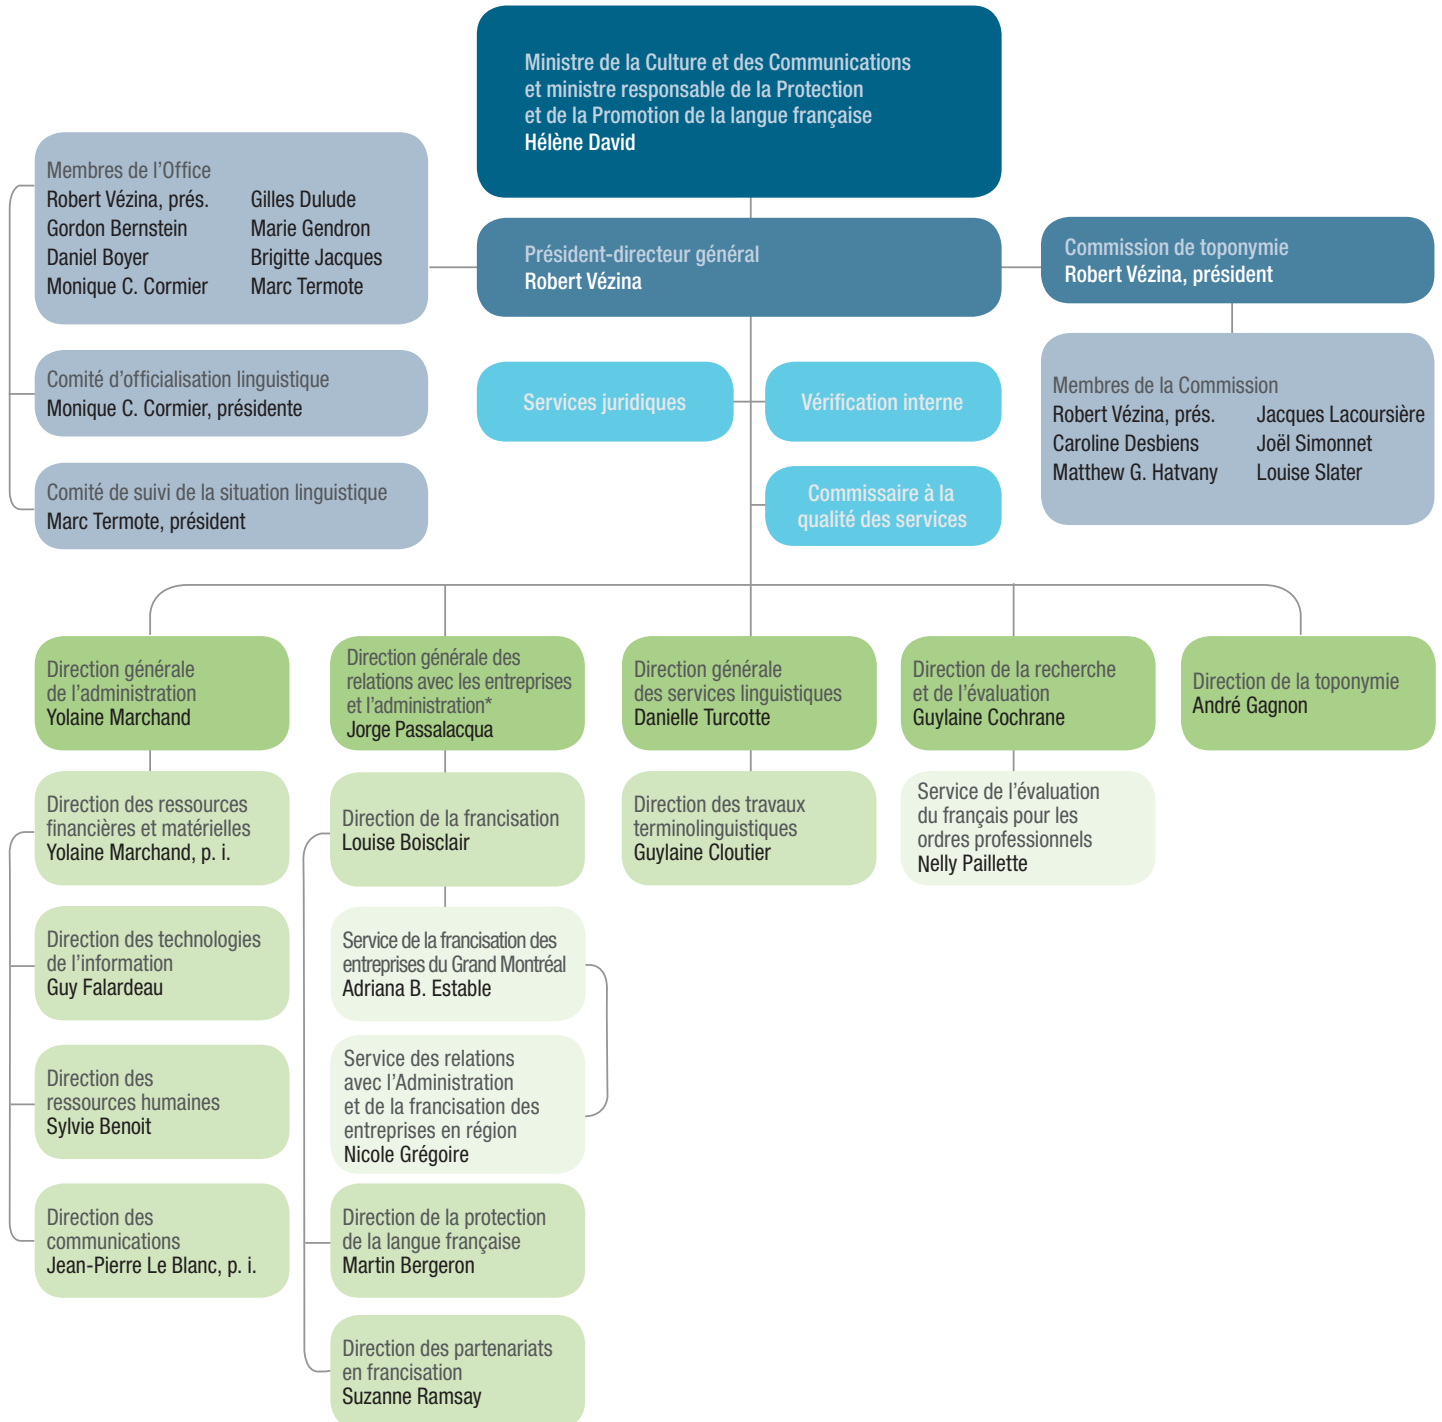 Ministre de la Culture et des Communications
et ministre responsable de la Protection
et de la Promotion de la langue française
Hélène David
Membres de l’Office
Robert Vézina, prés.
Gordon Bernstein
Daniel Boyer
Monique C. Cormier
Gilles Dulude
Marie Gendron
Brigitte Jacques
Marc Termote
Président-directeur général
Robert Vézina
Commission de toponymie
Robert Vézina, président
Comité d’officialisation linguistique
Monique C. Cormier, présidente
Comité de suivi de la situation linguistique
Marc Termote, président
Services juridiques
Vérification interne
Commissaire à la
qualité des services
Membres de la Commission
Robert Vézina, prés.
Caroline Desbiens
Matthew G. Hatvany
Jacques Lacoursière
Joël Simonnet
Louise Slater
Direction générale
de l’administration
Yolaine Marchand
Direction générale des
relations avec les entreprises
et l’administration*
Jorge Passalacqua
Direction générale
des services linguistiques
Danielle Turcotte
Direction de la recherche
et de l’évaluation
Guylaine Cochrane
Direction de la toponymie
André Gagnon
Direction des ressources
financières et matérielles
Yolaine Marchand, p. i.
Direction des technologies
de l’information
Guy Falardeau
Direction des
ressources humaines
Sylvie Benoit
Direction des
communications
Jean-Pierre Le Blanc, p. i.
Direction de la francisation
Louise Boisclair
Service de la francisation des
entreprises du Grand Montréal
Adriana B. Estable
Service des relations
avec l’Administration
et de la francisation des
entreprises en région
Nicole Grégoire
Direction de la protection
de la langue française
Martin Bergeron
Direction des partenariats
en francisation
Suzanne Ramsay
Direction des travaux
terminolinguistiques
Guylaine Cloutier
Service de l’évaluation
du français pour les
ordres professionnels
Nelly Paillette